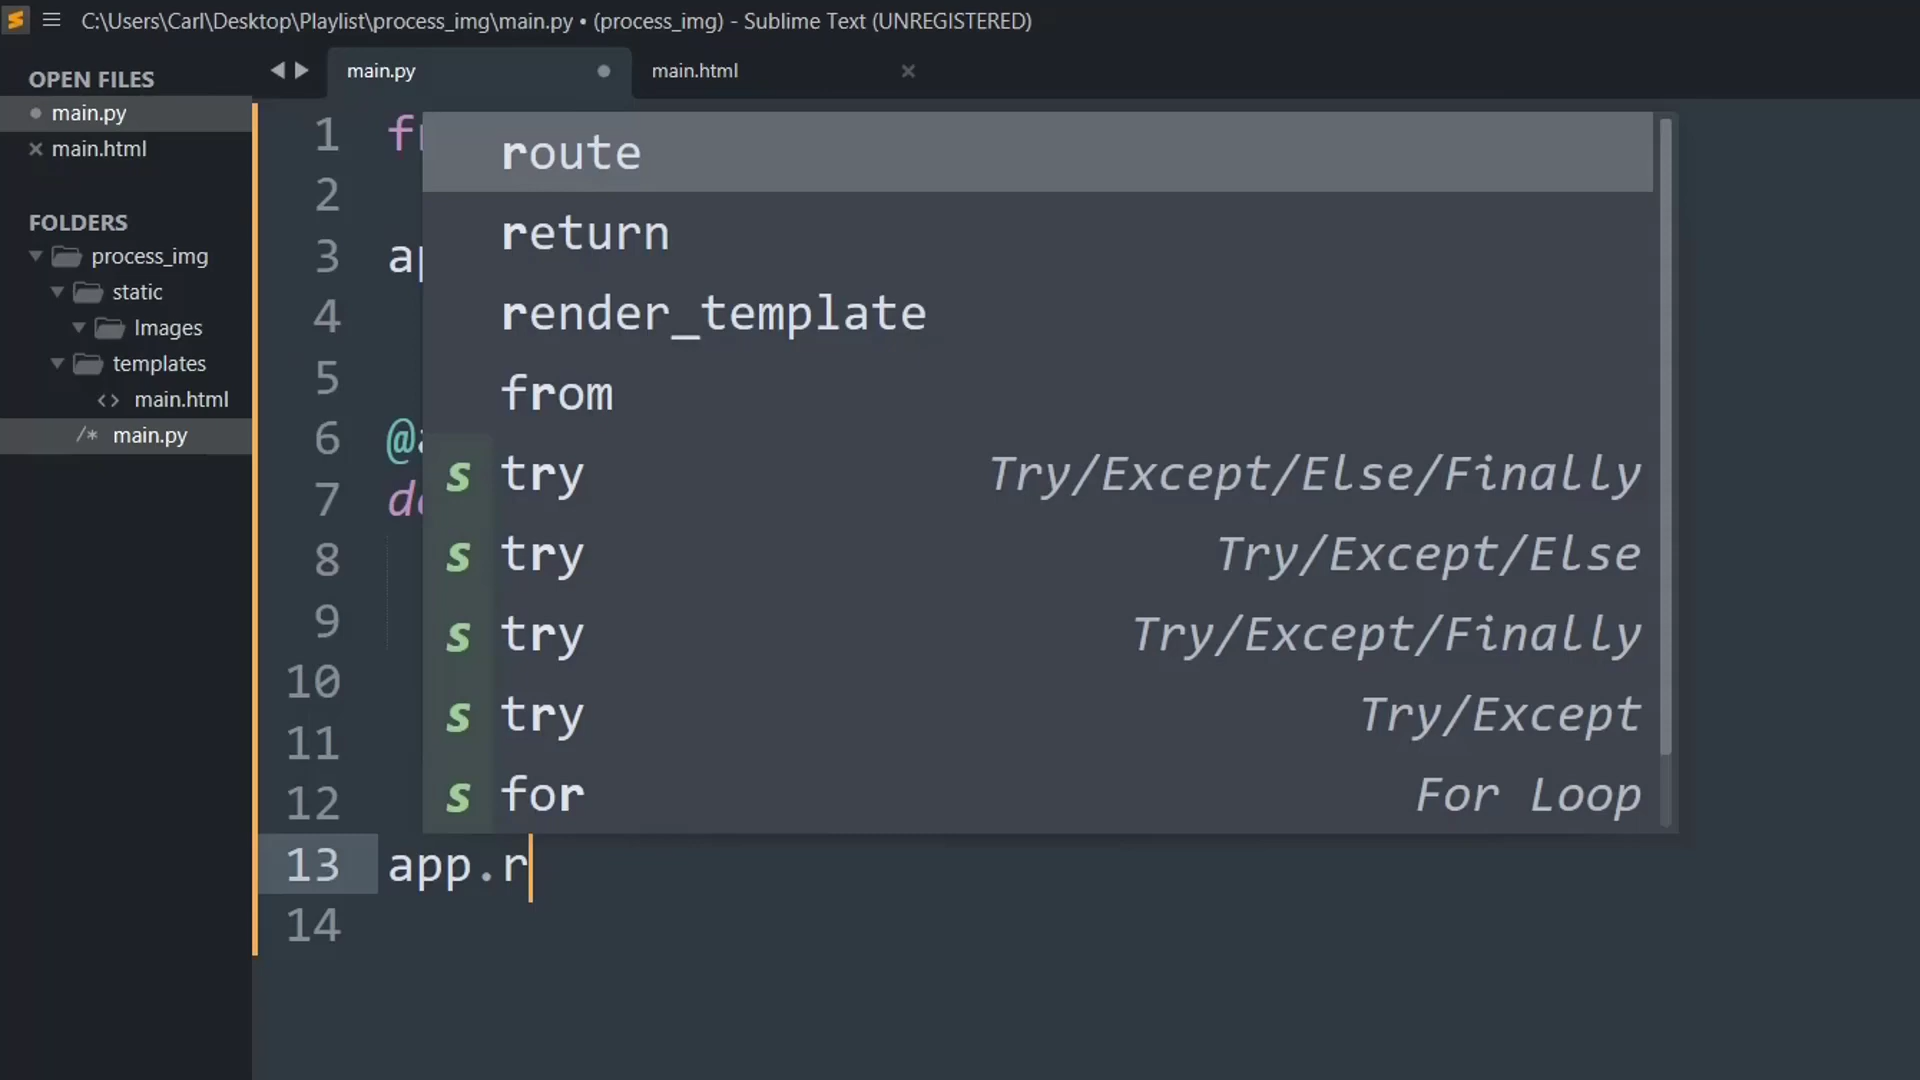 C:\Users\Carl\Desktop\Playlist\process_img\main.py • (process_img) - Sublime Text (UNREGISTERED)
OPEN FILES
main.py
main.html
FOLDERS
process_img
static
Images
templates
main.html
main.py
main.py
main.html
1
2
3
4
5
6 @
7
8
9
10
11
12
13 app.r
14
route
return
render_template
from
s try Try/Except/Else/Finally
s try Try/Except/Else
s try Try/Except/Finally
s try Try/Except
s for For Loop